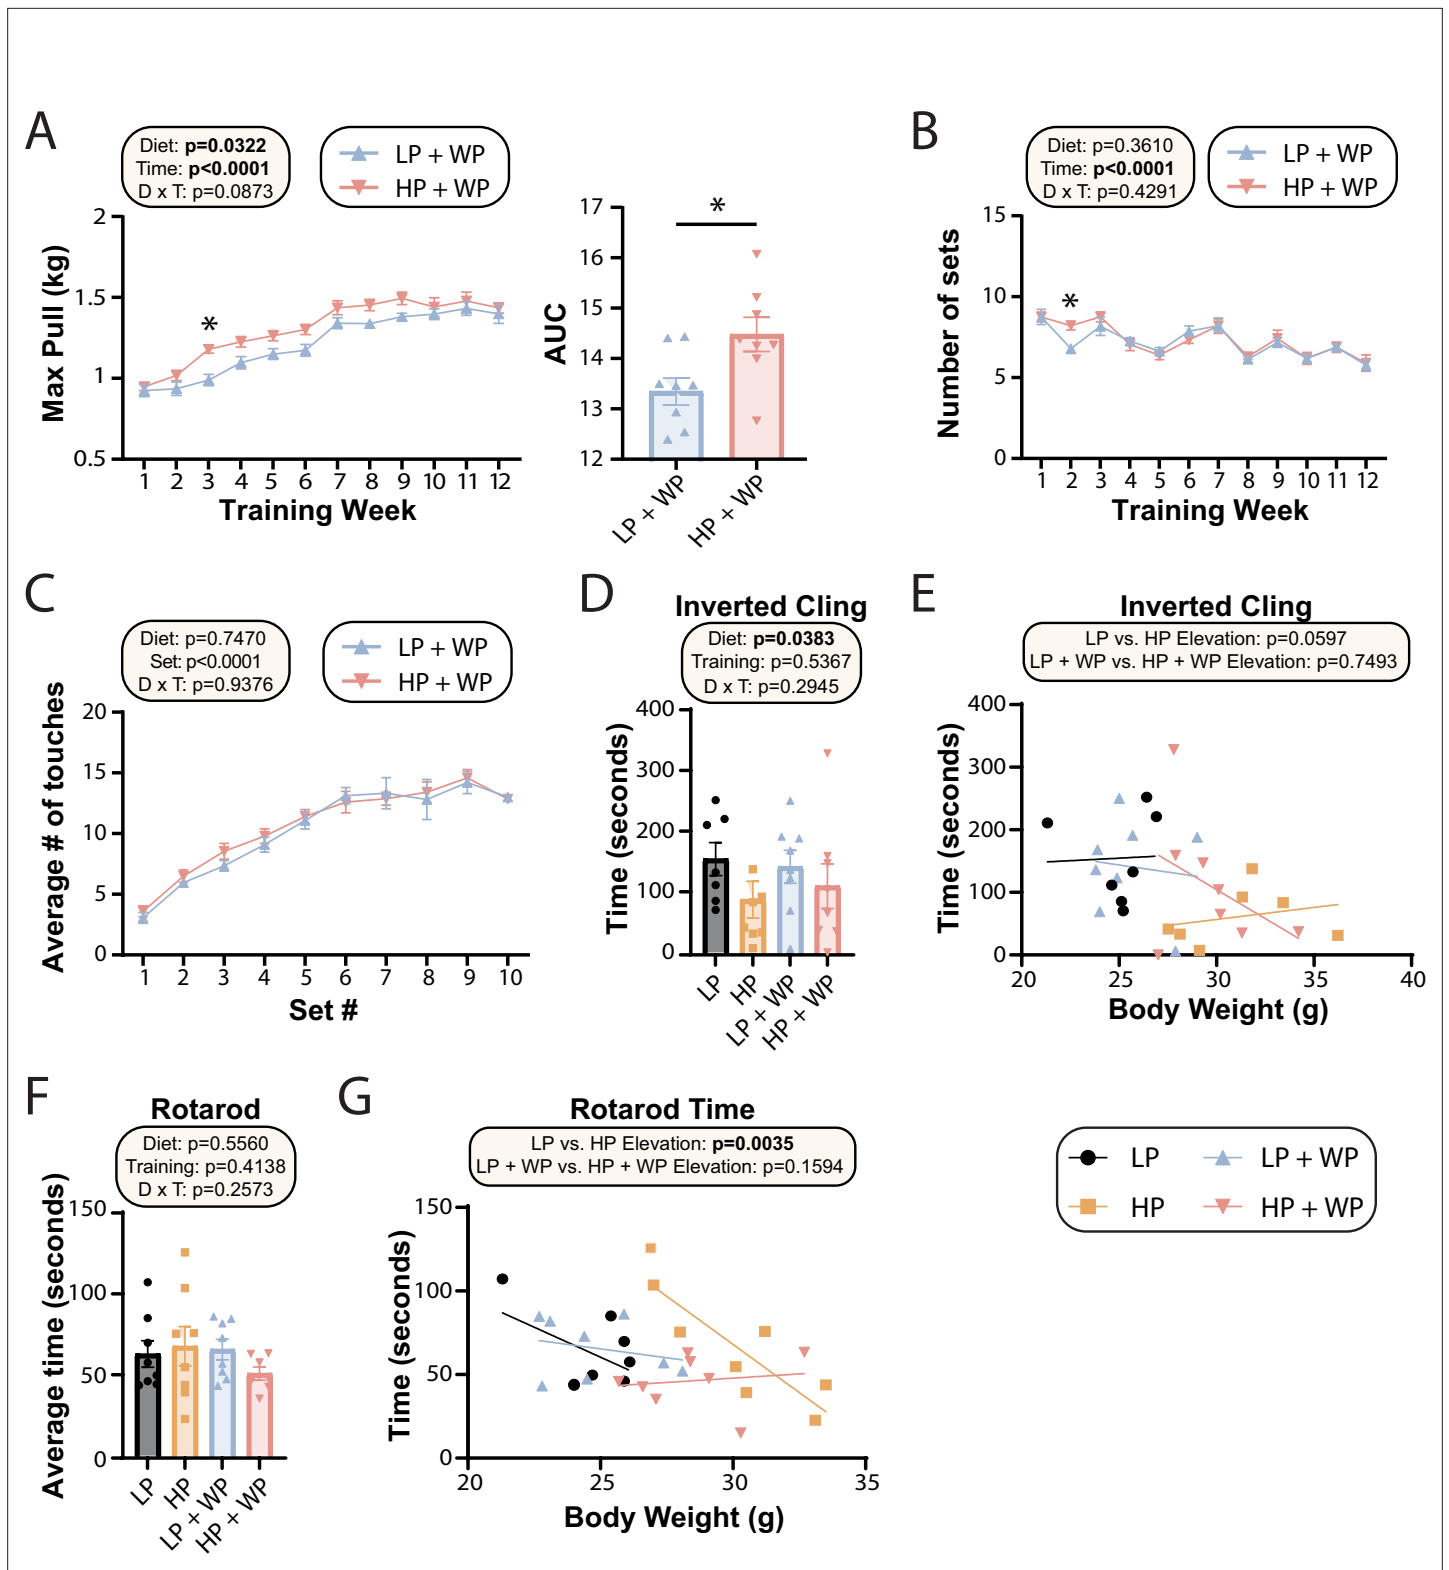 A
Diet: p=0.0322
Time: p<0.0001
D x T: p=0.0873
LP + WP
HP + WP
2
1.5
1
0.5
Max Pull (kg)
1 2 3 4 5 6 7 8 9 10 11 12
Training Week
*
17
16
15
14
13
12
AUC
*
LP + WP
HP + WP
B
Diet: p=0.3610
Time: p<0.0001
D x T: p=0.4291
LP + WP
HP + WP
15
10
5
0
Number of sets
*
1 2 3 4 5 6 7 8 9 10 11 12
Training Week
C
Diet: p=0.7470
Set: p<0.0001
D x T: p=0.9376
LP + WP
HP + WP
20
15
10
5
0
Average # of touches
1 2 3 4 5 6 7 8 9 10
Set #
D
Inverted Cling
Diet: p=0.0383
Training: p=0.5367
D x T: p=0.2945
400
300
200
100
0
Time (seconds)
LP
HP
LP + WP
HP + WP
E
Inverted Cling
LP vs. HP Elevation: p=0.0597
LP + WP vs. HP + WP Elevation: p=0.7493
400
300
200
100
0
Time (seconds)
20 25 30 35 40
Body Weight (g)
F
Rotarod
Diet: p=0.5560
Training: p=0.4138
D x T: p=0.2573
150
100
50
0
Average time (seconds)
LP
HP
LP + WP
HP + WP
G
Rotarod Time
LP vs. HP Elevation: p=0.0035
LP + WP vs. HP + WP Elevation: p=0.1594
150
100
50
0
Time (seconds)
20 25 30 35
Body Weight (g)
LP
LP + WP
HP
HP + WP